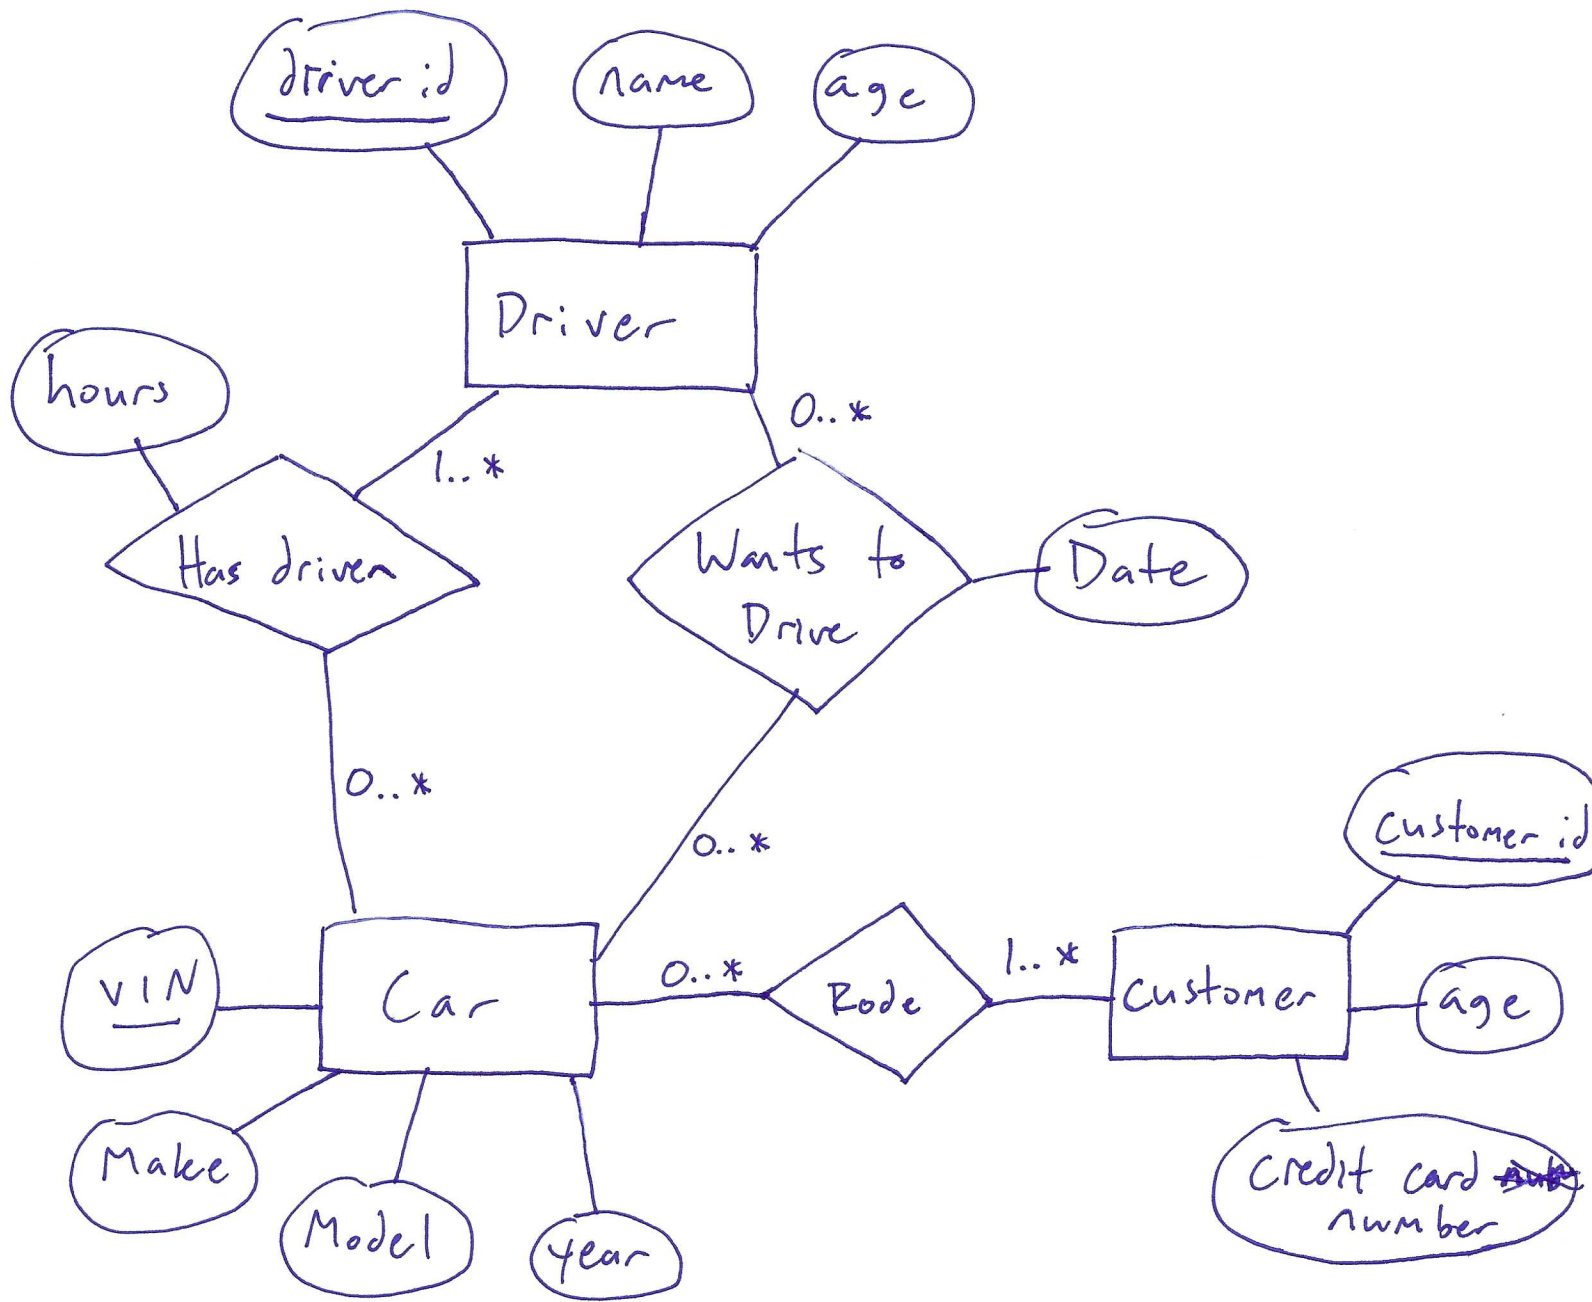 driver id
name
age
Driver
hours
0..*
1..*
Has driven
Wants to
Drive
Date
0..*
0..*
customer id
VIN
Car
0..*
Rode
1..*
customer
age
Make
Model
year
Credit card
number